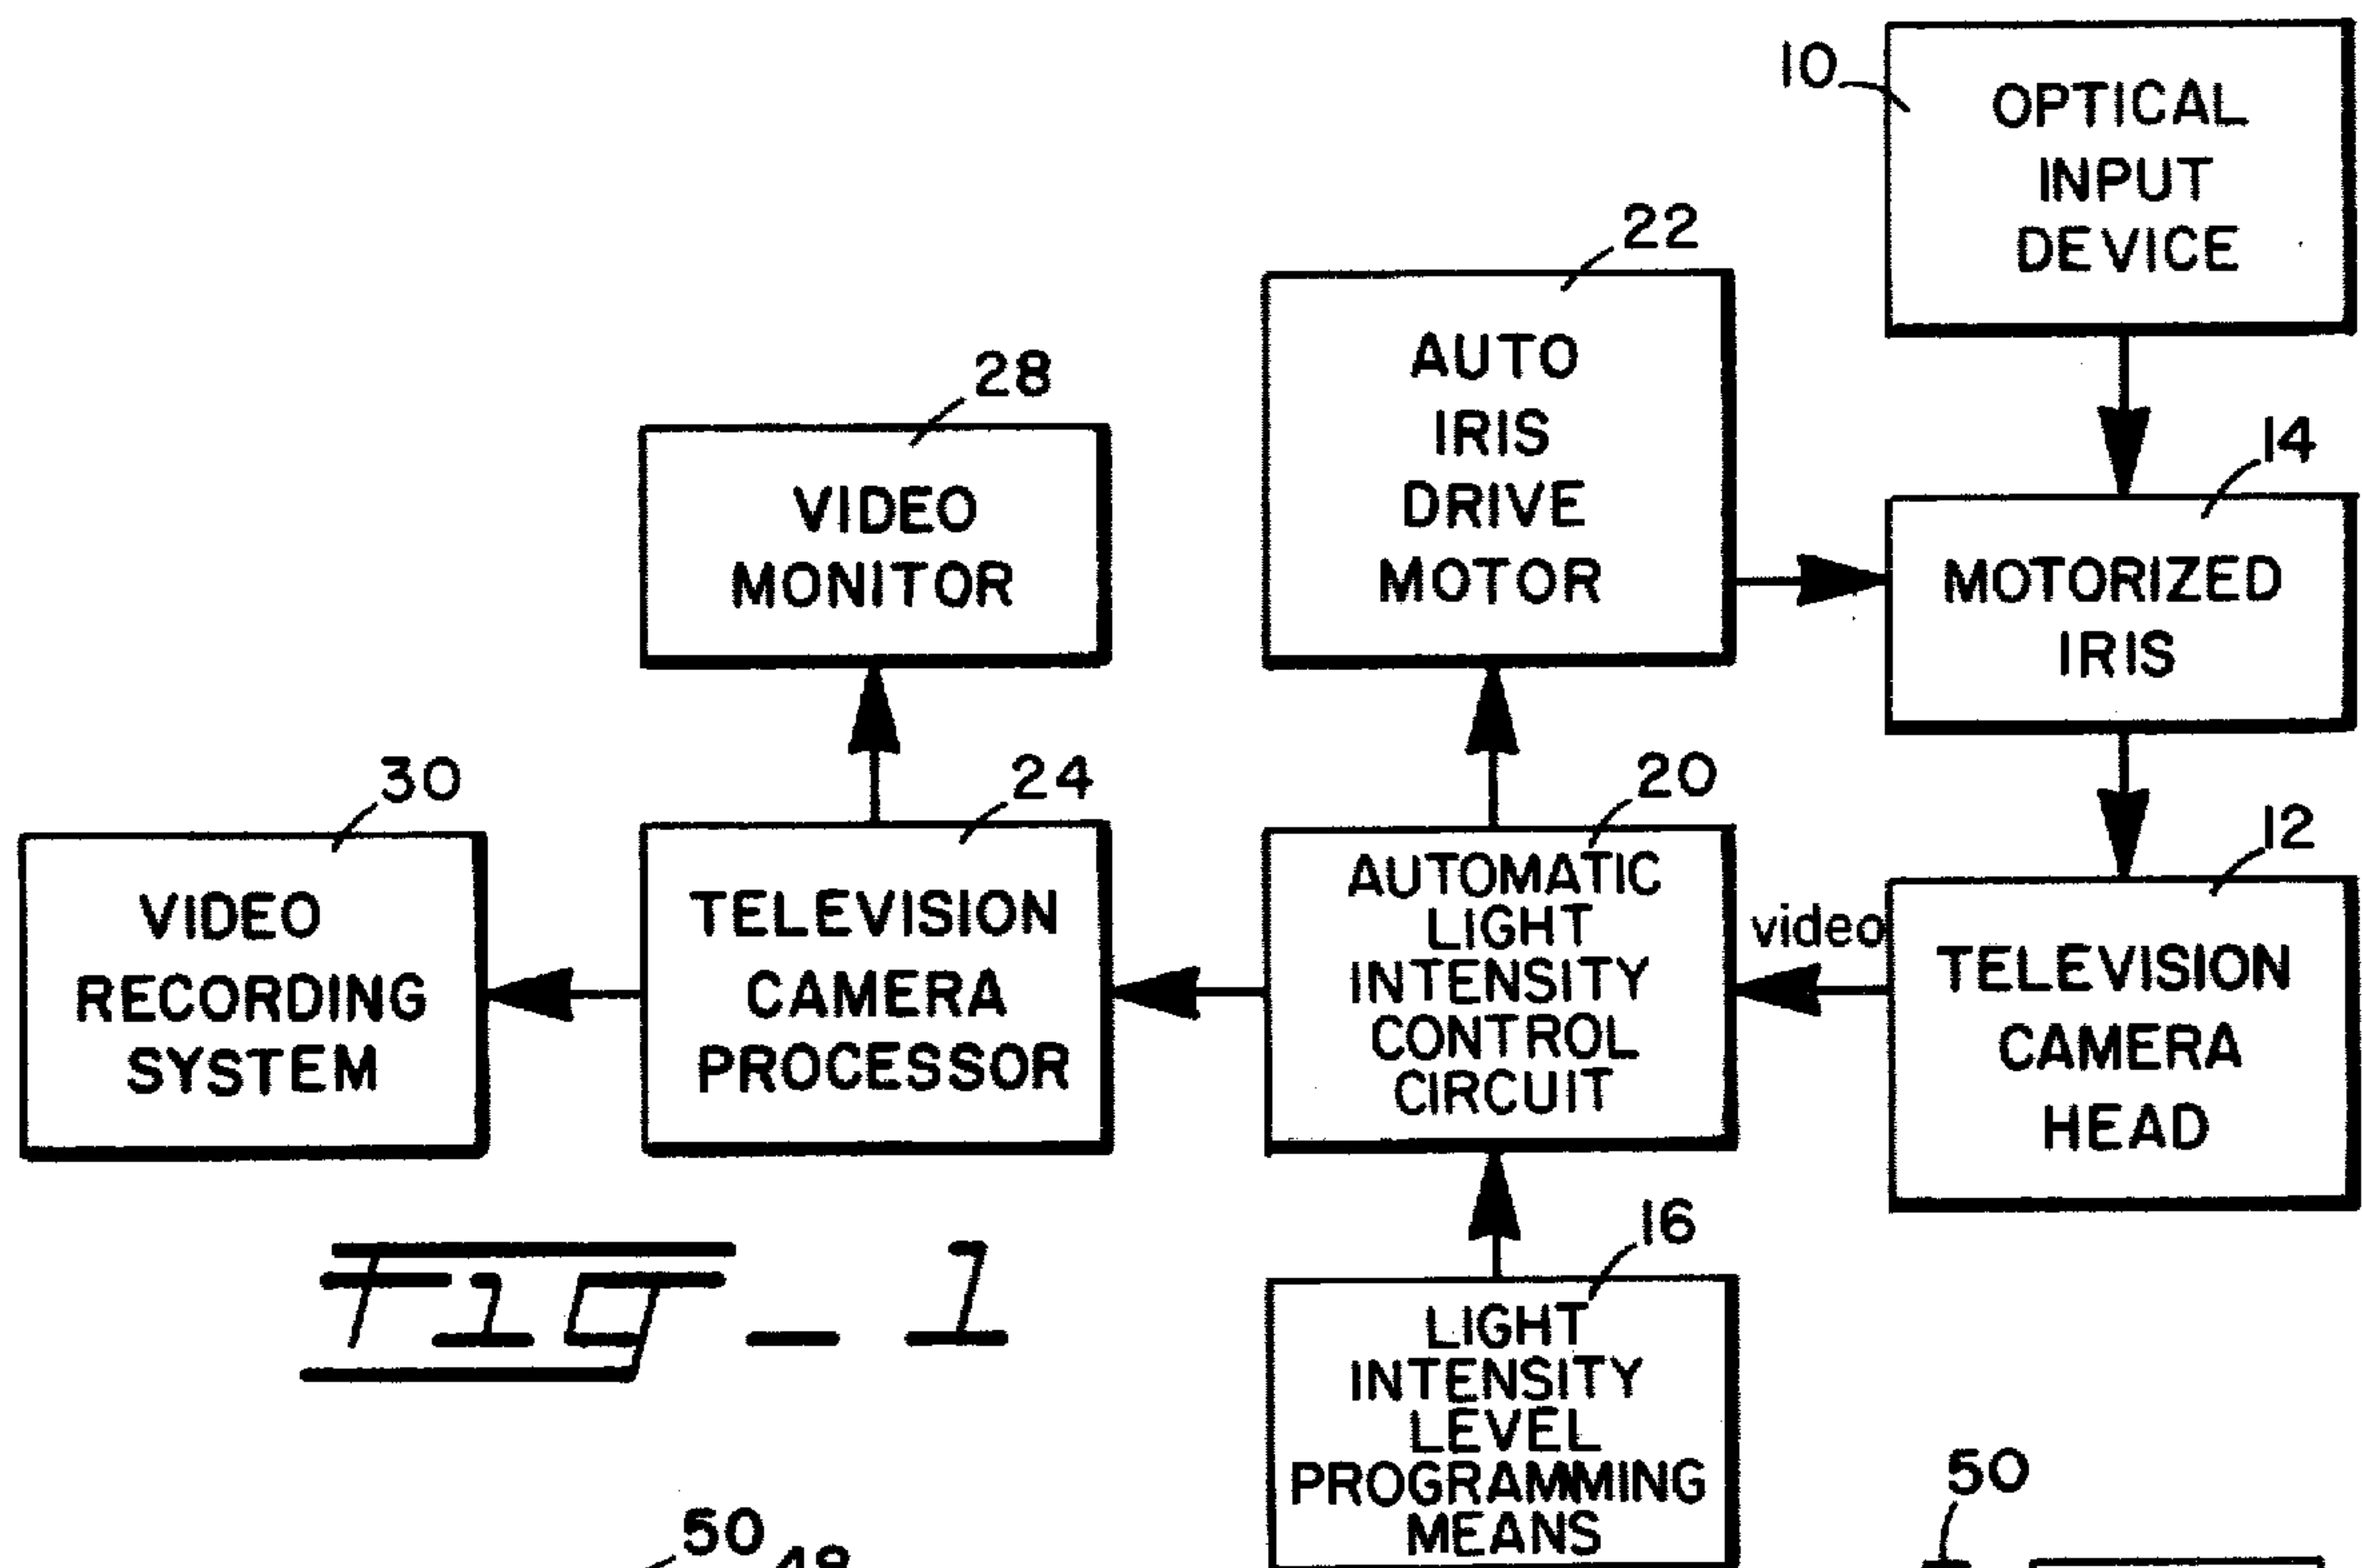 10
OPTICAL
INPUT
DEVICE
22
AUTO
IRIS
DRIVE
MOTOR
28
VIDEO
MONITOR
14
MOTORIZED
IRIS
30
VIDEO
RECORDING
SYSTEM
24
TELEVISION
CAMERA
PROCESSOR
20
AUTOMATIC
LIGHT
INTENSITY
CONTROL
CIRCUIT
video
12
TELEVISION
CAMERA
HEAD
FIG_1
16
LIGHT
INTENSITY
LEVEL
PROGRAMMING
MEANS
50
48
50